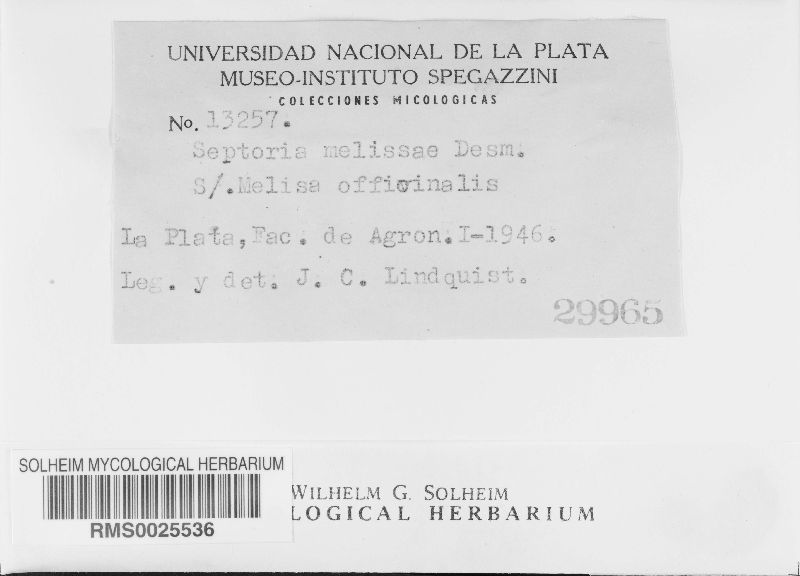 UNIVERSIDAD NACIONAL DE LA PLATA
MUSEO-INSTITUTO SPEGAZZINI
COLECCIONES MICOLOGICAS
No. 13257.
Septoria melissae Desm.
S/.Melisa officinalis
La Plata,Fac. de Agron.I-1946.
Leg. y det. J. C. Lindquist.
29965
SOLHEIM MYCOLOGICAL HERBARIUM
RMS0025536
WILHELM G. SOLHEIM
LOGICAL HERBARIUM